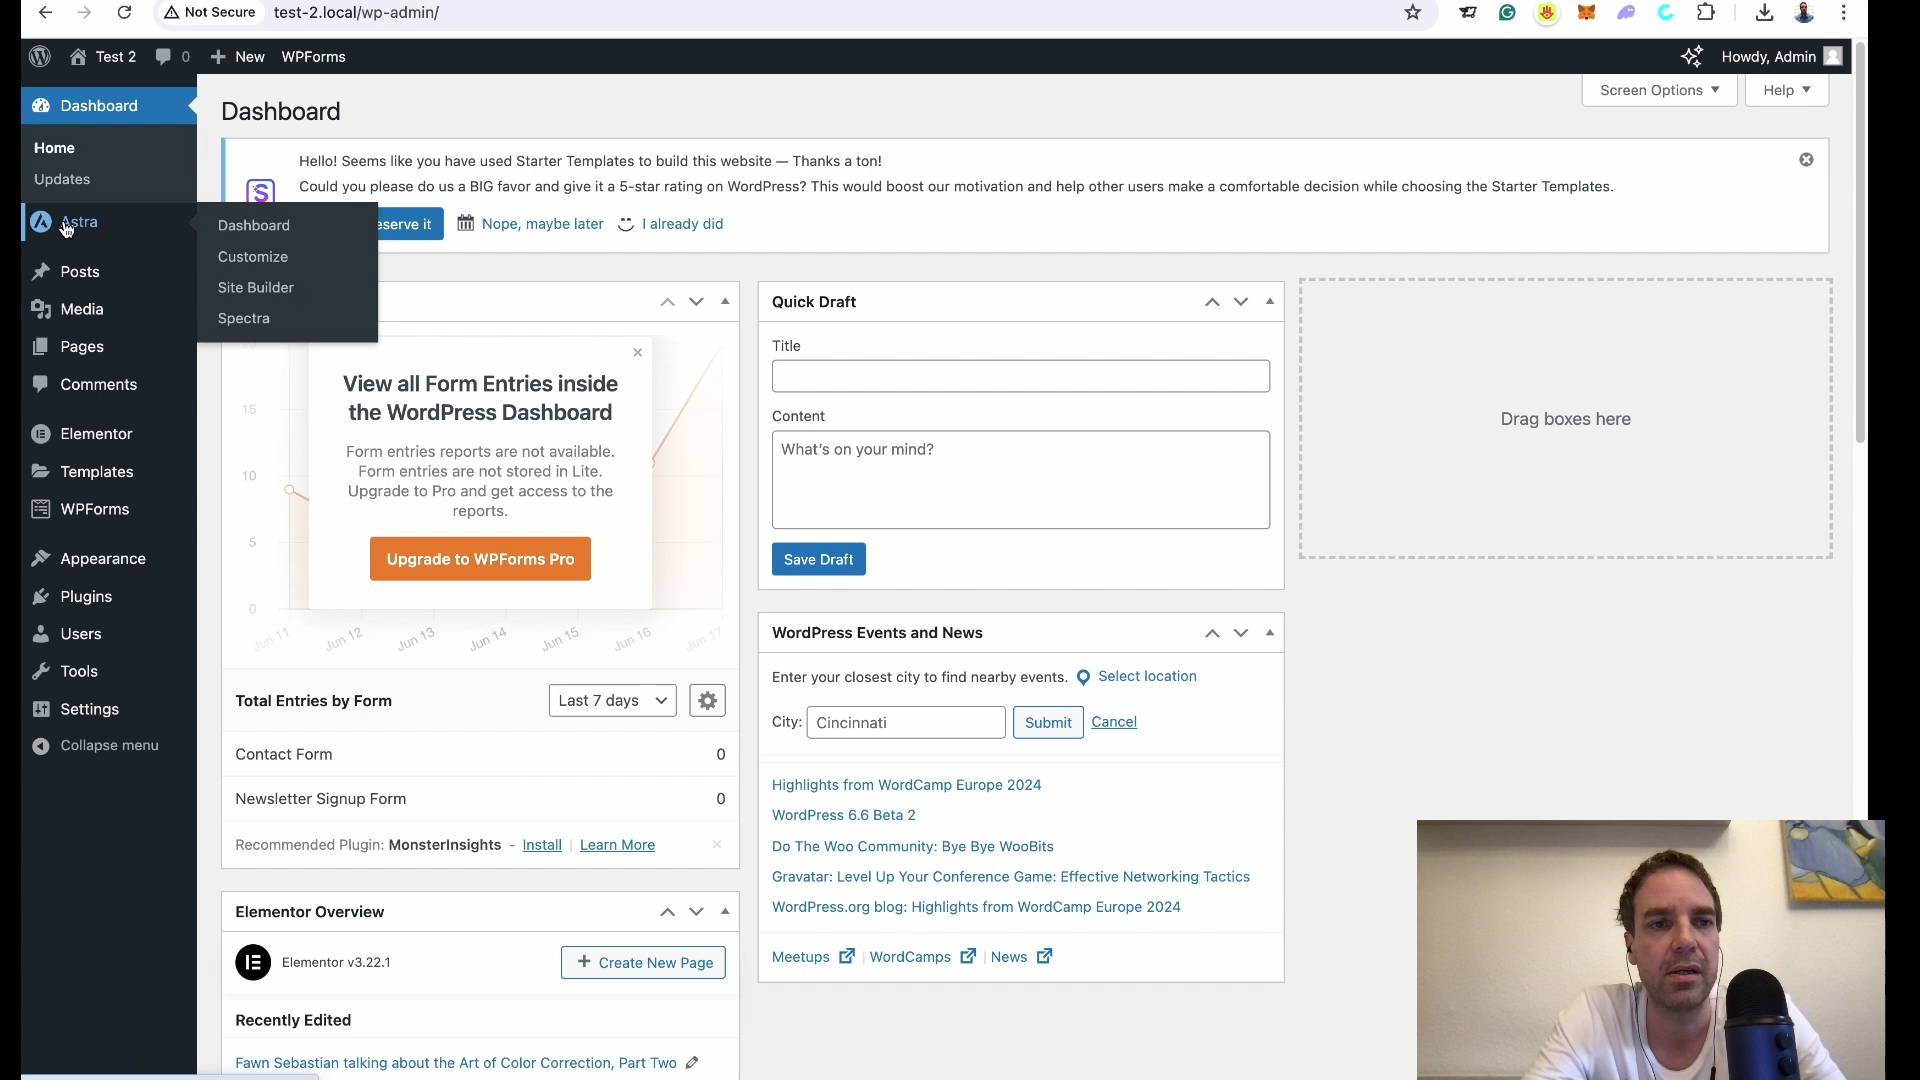 Not Secure test-2.local/wp-admin/
Test 2 0 New WPForms Howdy, Admin
Dashboard
Home
Updates
Astra
Posts
Media
Pages
Comments
Elementor
Templates
WPForms
Appearance
Plugins
Users
Tools
Settings
Collapse menu
Dashboard
Customize
Site Builder
Spectra
Screen Options Help
Dashboard
Hello! Seems like you have used Starter Templates to build this website — Thanks a ton!
Could you please do us a BIG favor and give it a 5-star rating on WordPress? This would boost our motivation and help other users make a comfortable decision while choosing the Starter Templates.
eserve it Nope, maybe later I already did
15
10
5
0
Jun 11 Jun 12 Jun 13 Jun 14 Jun 15 Jun 16 Jun 17
View all Form Entries inside
the WordPress Dashboard
Form entries reports are not available.
Form entries are not stored in Lite.
Upgrade to Pro and get access to the
reports.
Upgrade to WPForms Pro
Total Entries by Form Last 7 days
Contact Form 0
Newsletter Signup Form 0
Recommended Plugin: MonsterInsights - Install | Learn More
Elementor Overview
Elementor v3.22.1 + Create New Page
Recently Edited
Fawn Sebastian talking about the Art of Color Correction, Part Two
Quick Draft
Title
Content
What's on your mind?
Save Draft
WordPress Events and News
Enter your closest city to find nearby events. Select location
City: Cincinnati Submit Cancel
Highlights from WordCamp Europe 2024
WordPress 6.6 Beta 2
Do The Woo Community: Bye Bye WooBits
Gravatar: Level Up Your Conference Game: Effective Networking Tactics
WordPress.org blog: Highlights from WordCamp Europe 2024
Meetups | WordCamps | News
Drag boxes here